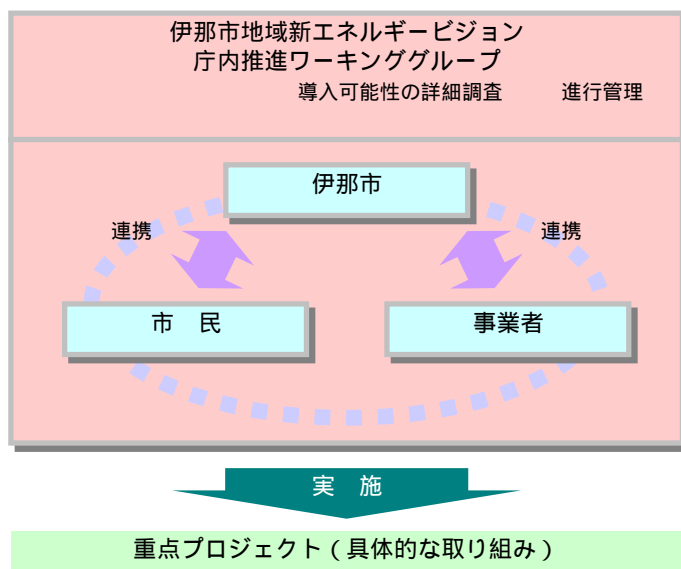 伊那市地域新エネルギービジョン
庁内推進ワーキンググループ
導入可能性の詳細調査　　進行管理
伊那市
連携　　連携
市　民　　事業者
実　施
重点プロジェクト（具体的な取り組み）